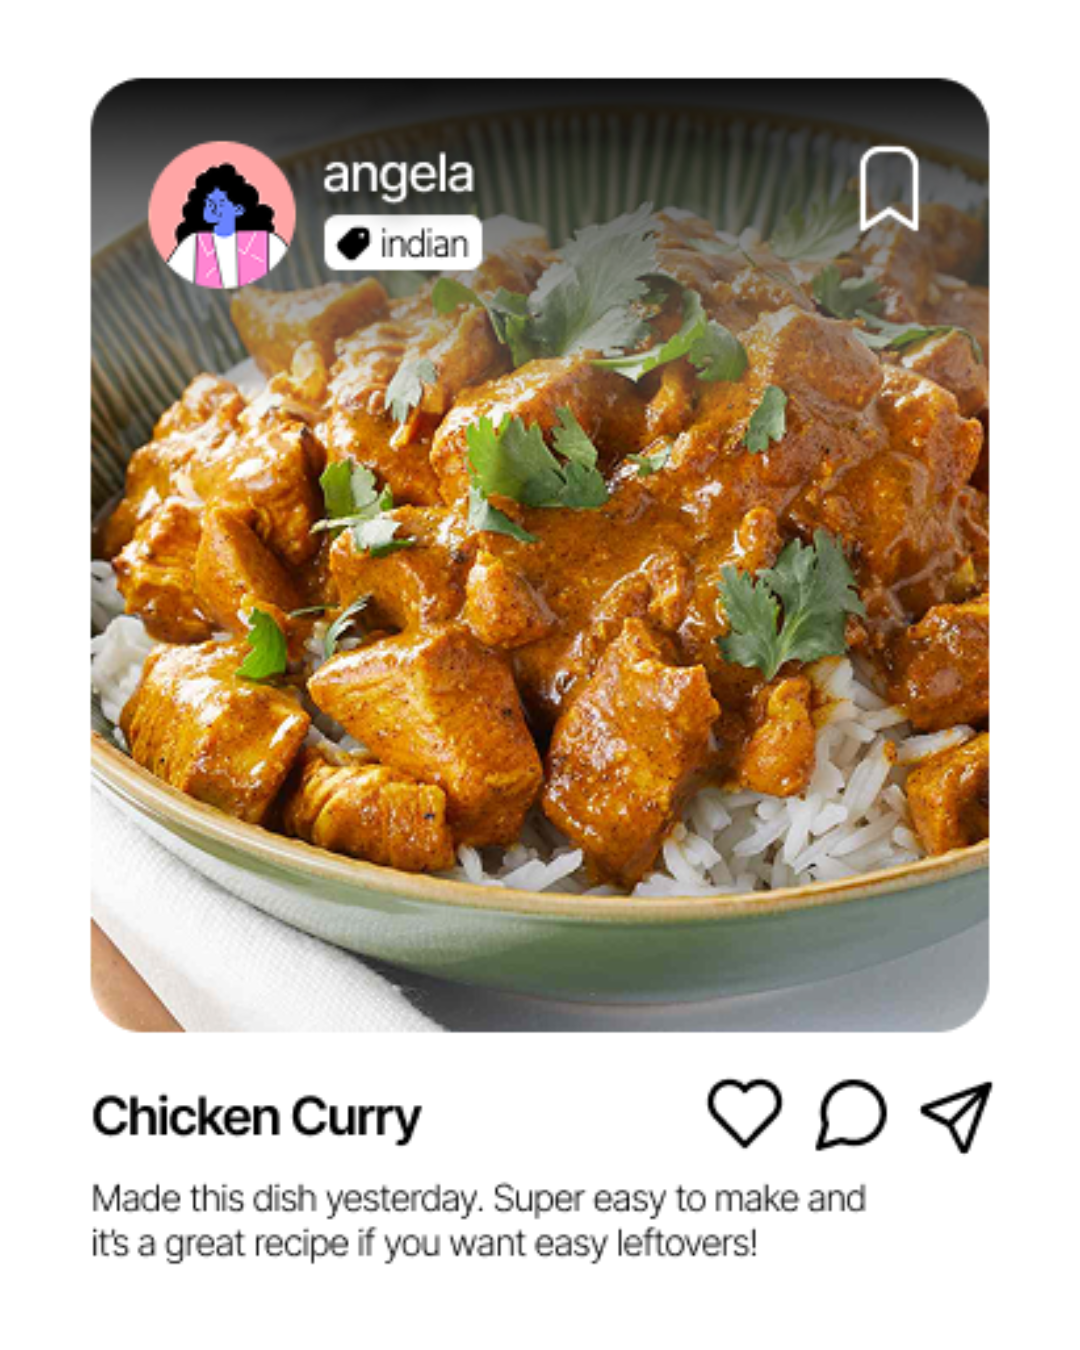 angela
indian
Chicken Curry
Made this dish yesterday. Super easy to make and
it's a great recipe if you want easy leftovers!